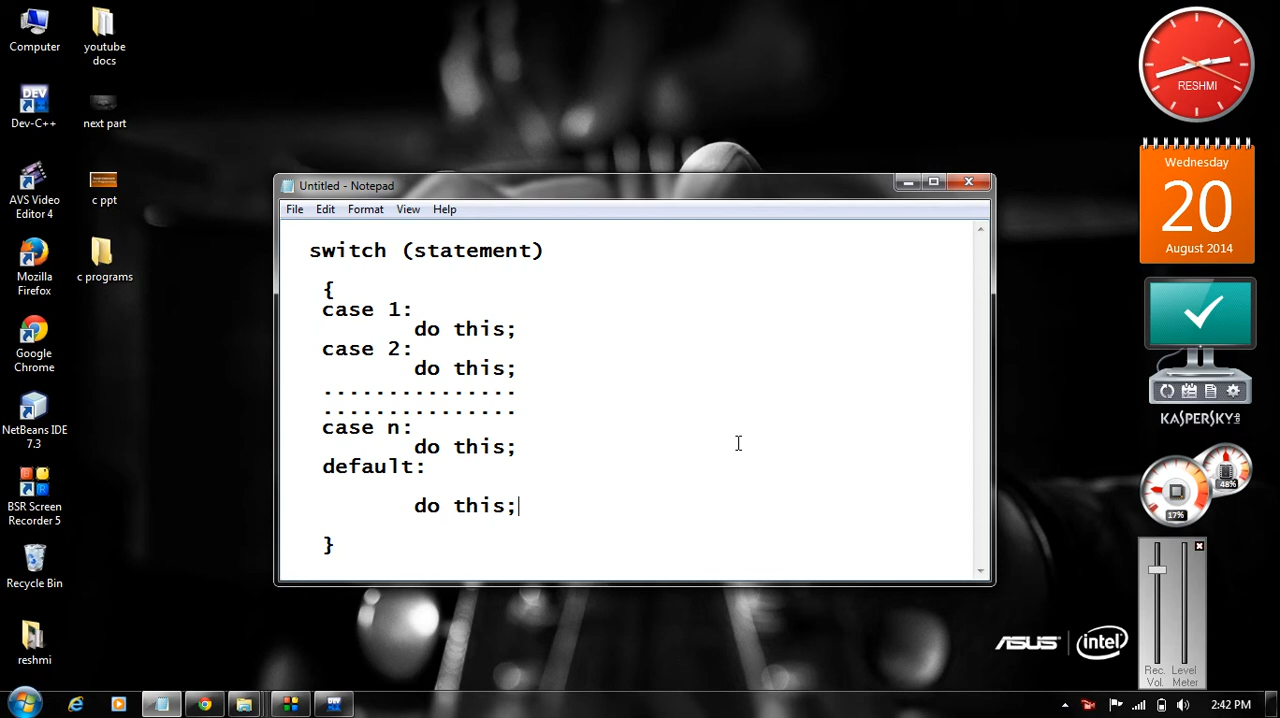 Computer
youtube
docs
DEV
Dev-C++
next part
AVS Video
Editor 4
c ppt
Mozilla
Firefox
c programs
Google
Chrome
NetBeans IDE
7.3
BSR Screen
Recorder 5
Recycle Bin
reshmi
Untitled - Notepad
File Edit Format View Help
switch (statement)
{
case 1:
do this;
case 2:
do this;
...............
...............
case n:
do this;
default:
do this;
}
RESHMI
Wednesday
20
August 2014
KASPERSKY
48%
17%
Rec. Level
Vol. Meter
ASUS intel
DEV
2:42 PM